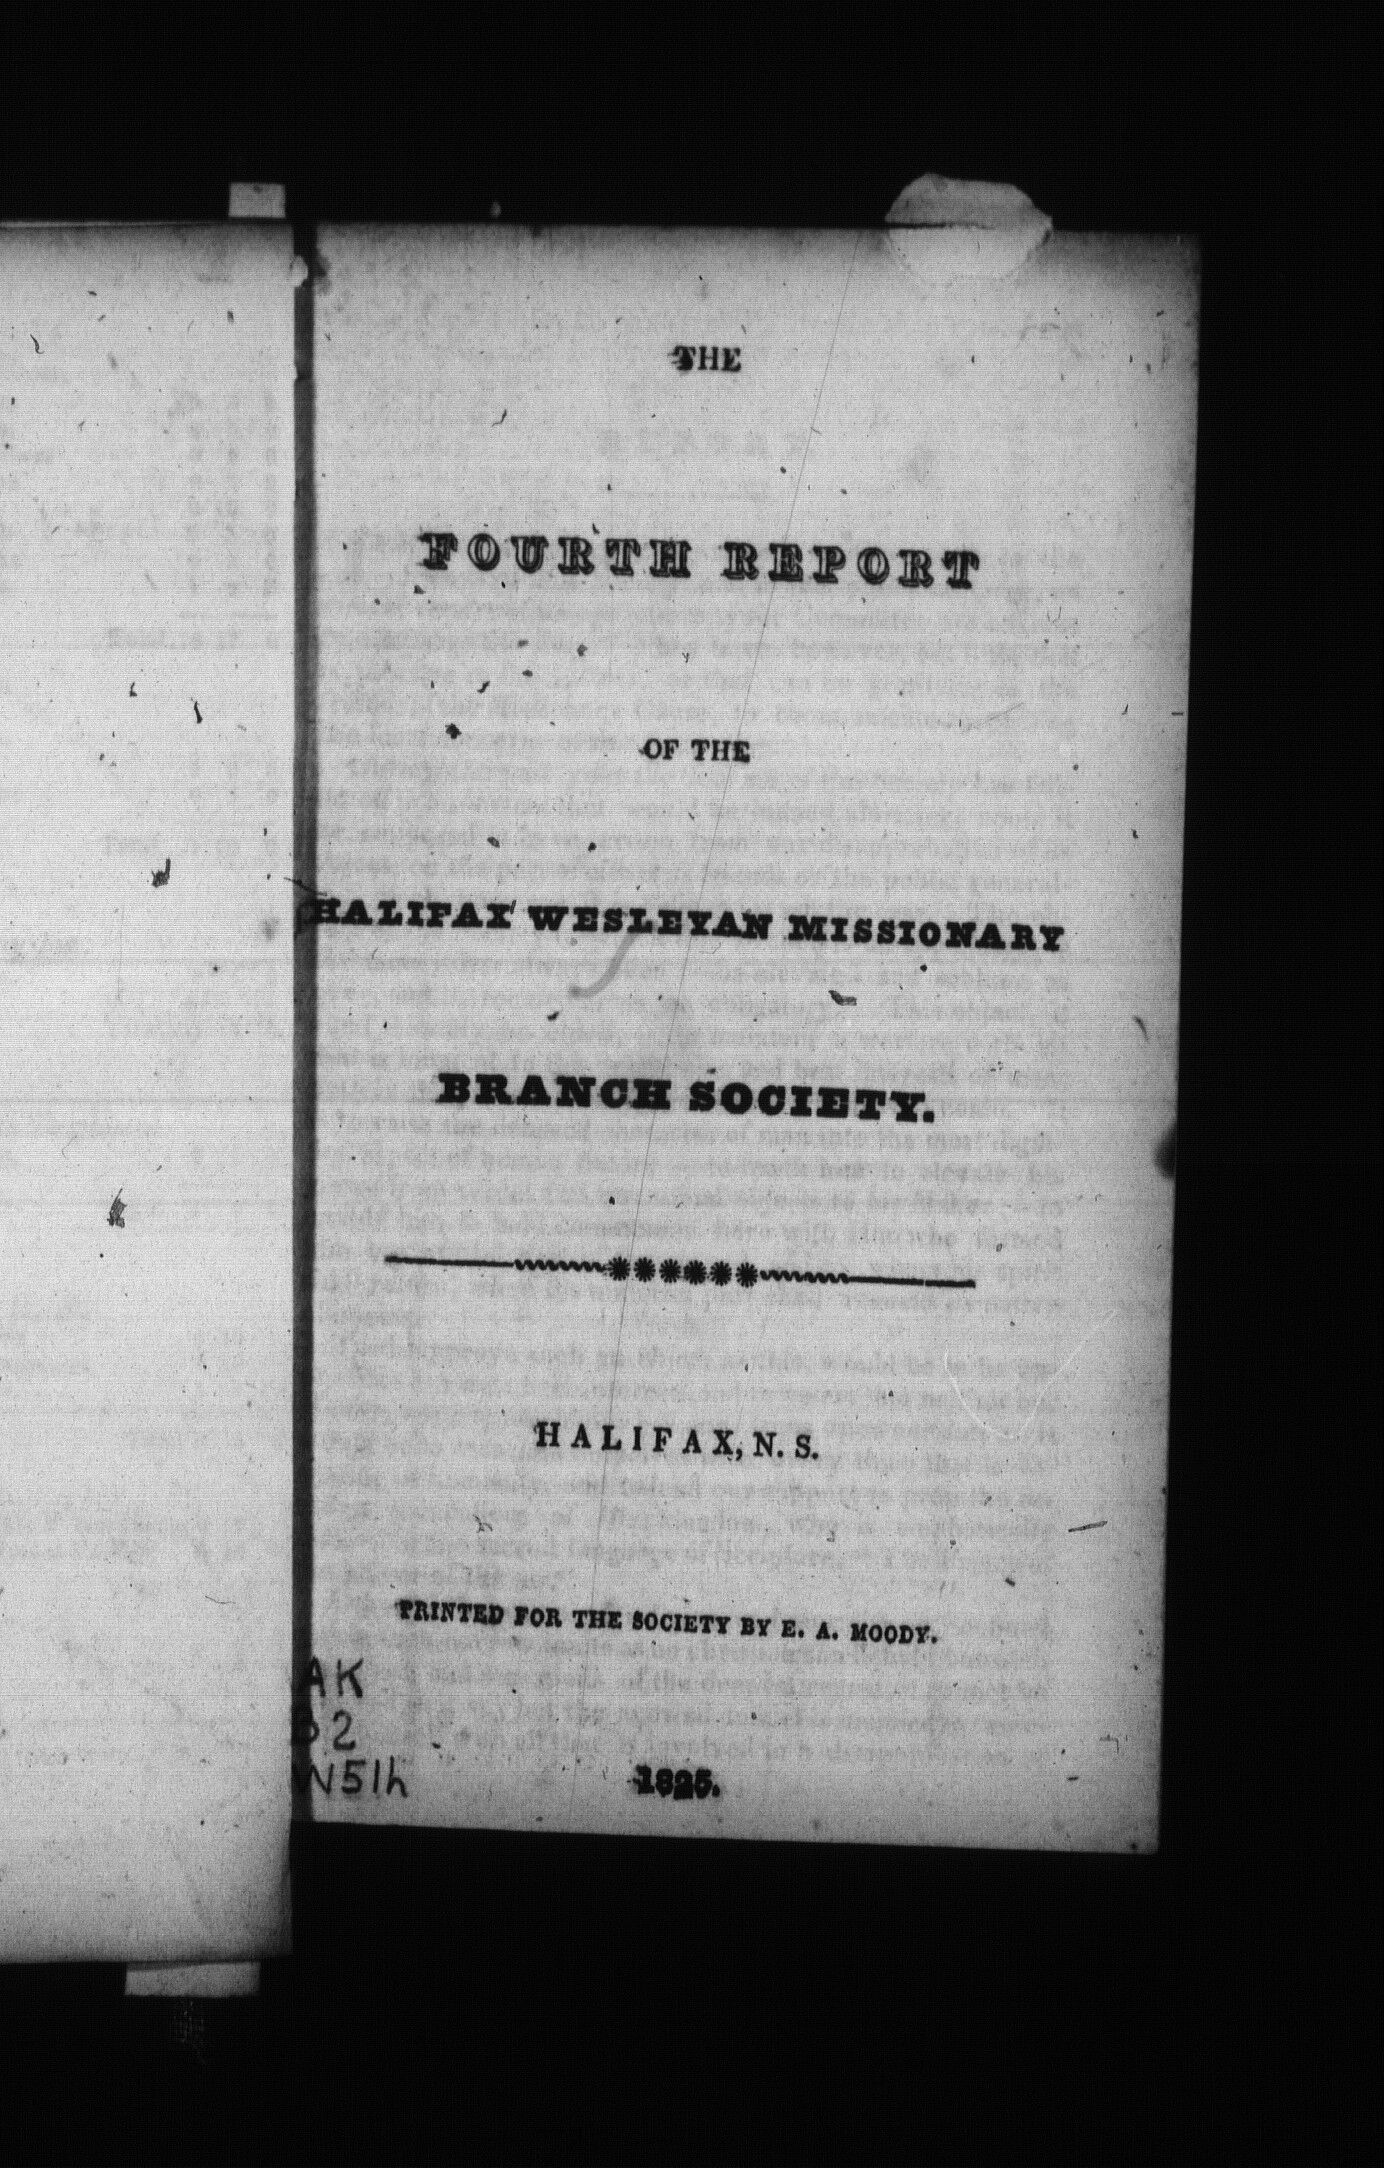 THE
FOURTH REPORT
OF THE
HALIFAX WESLEYAN MISSIONARY
BRANCH SOCIETY.
HALIFAX, N. S.
PRINTED FOR THE SOCIETY BY E. A. MOODY.
AK
B2
W51h
1825.